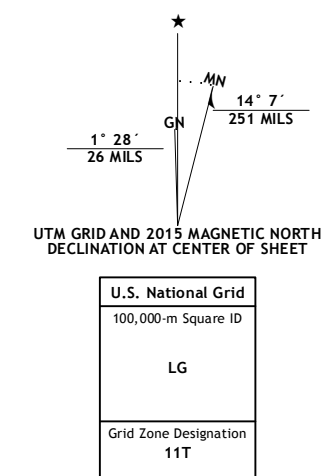 MN
GN
14° 7´
251 MILS
1° 28´
26 MILS
UTM GRID AND 2015 MAGNETIC NORTH
DECLINATION AT CENTER OF SHEET
U.S. National Grid
100,000-m Square ID
LG
Grid Zone Designation
11T